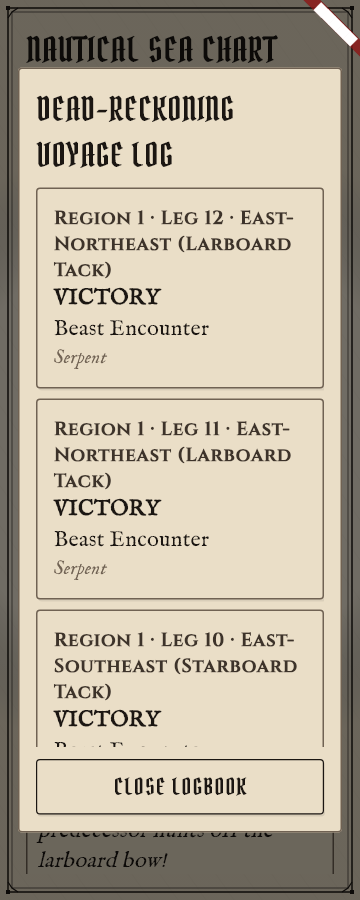 NAUTICAL SEA CHART
DEAD-RECKONING
VOYAGE LOG
REGION 1 · LEG 12 · EAST-
NORTHEAST (LARBOARD
TACK)
VICTORY
Beast Encounter
Serpent
REGION 1 · LEG 11 · EAST-
NORTHEAST (LARBOARD
TACK)
VICTORY
Beast Encounter
Serpent
REGION 1 · LEG 10 · EAST-
SOUTHEAST (STARBOARD
TACK)
VICTORY
Beast Encounter
CLOSE LOGBOOK
predecessor hunts off the
larboard bow!